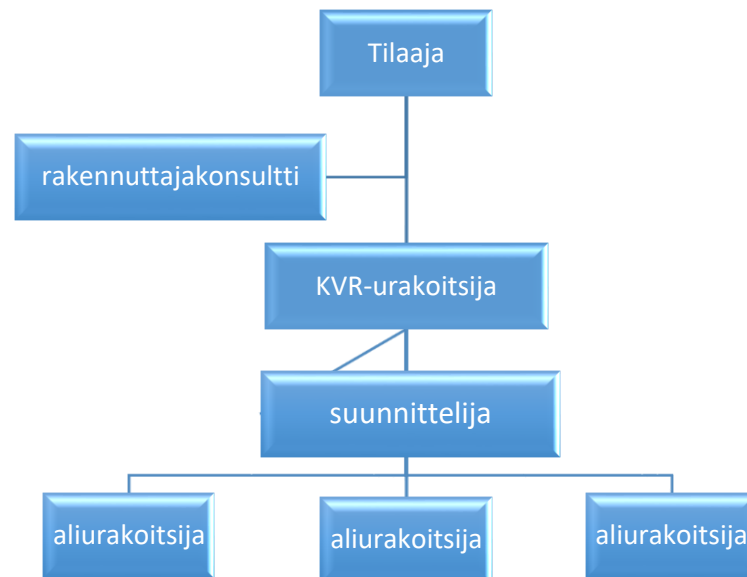 Tilaaja
rakennuttajakonsultti
KVR-urakoitsija
suunnittelija
aliurakoitsija
aliurakoitsija
aliurakoitsija